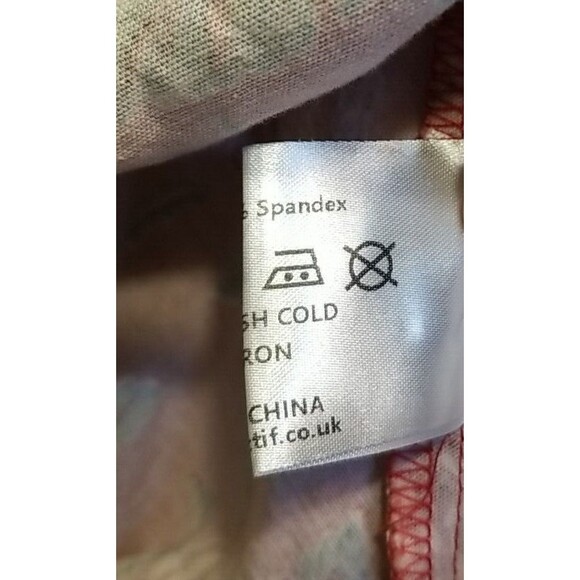 % Spandex
SH COLD
RON
CHINA
tif.co.uk